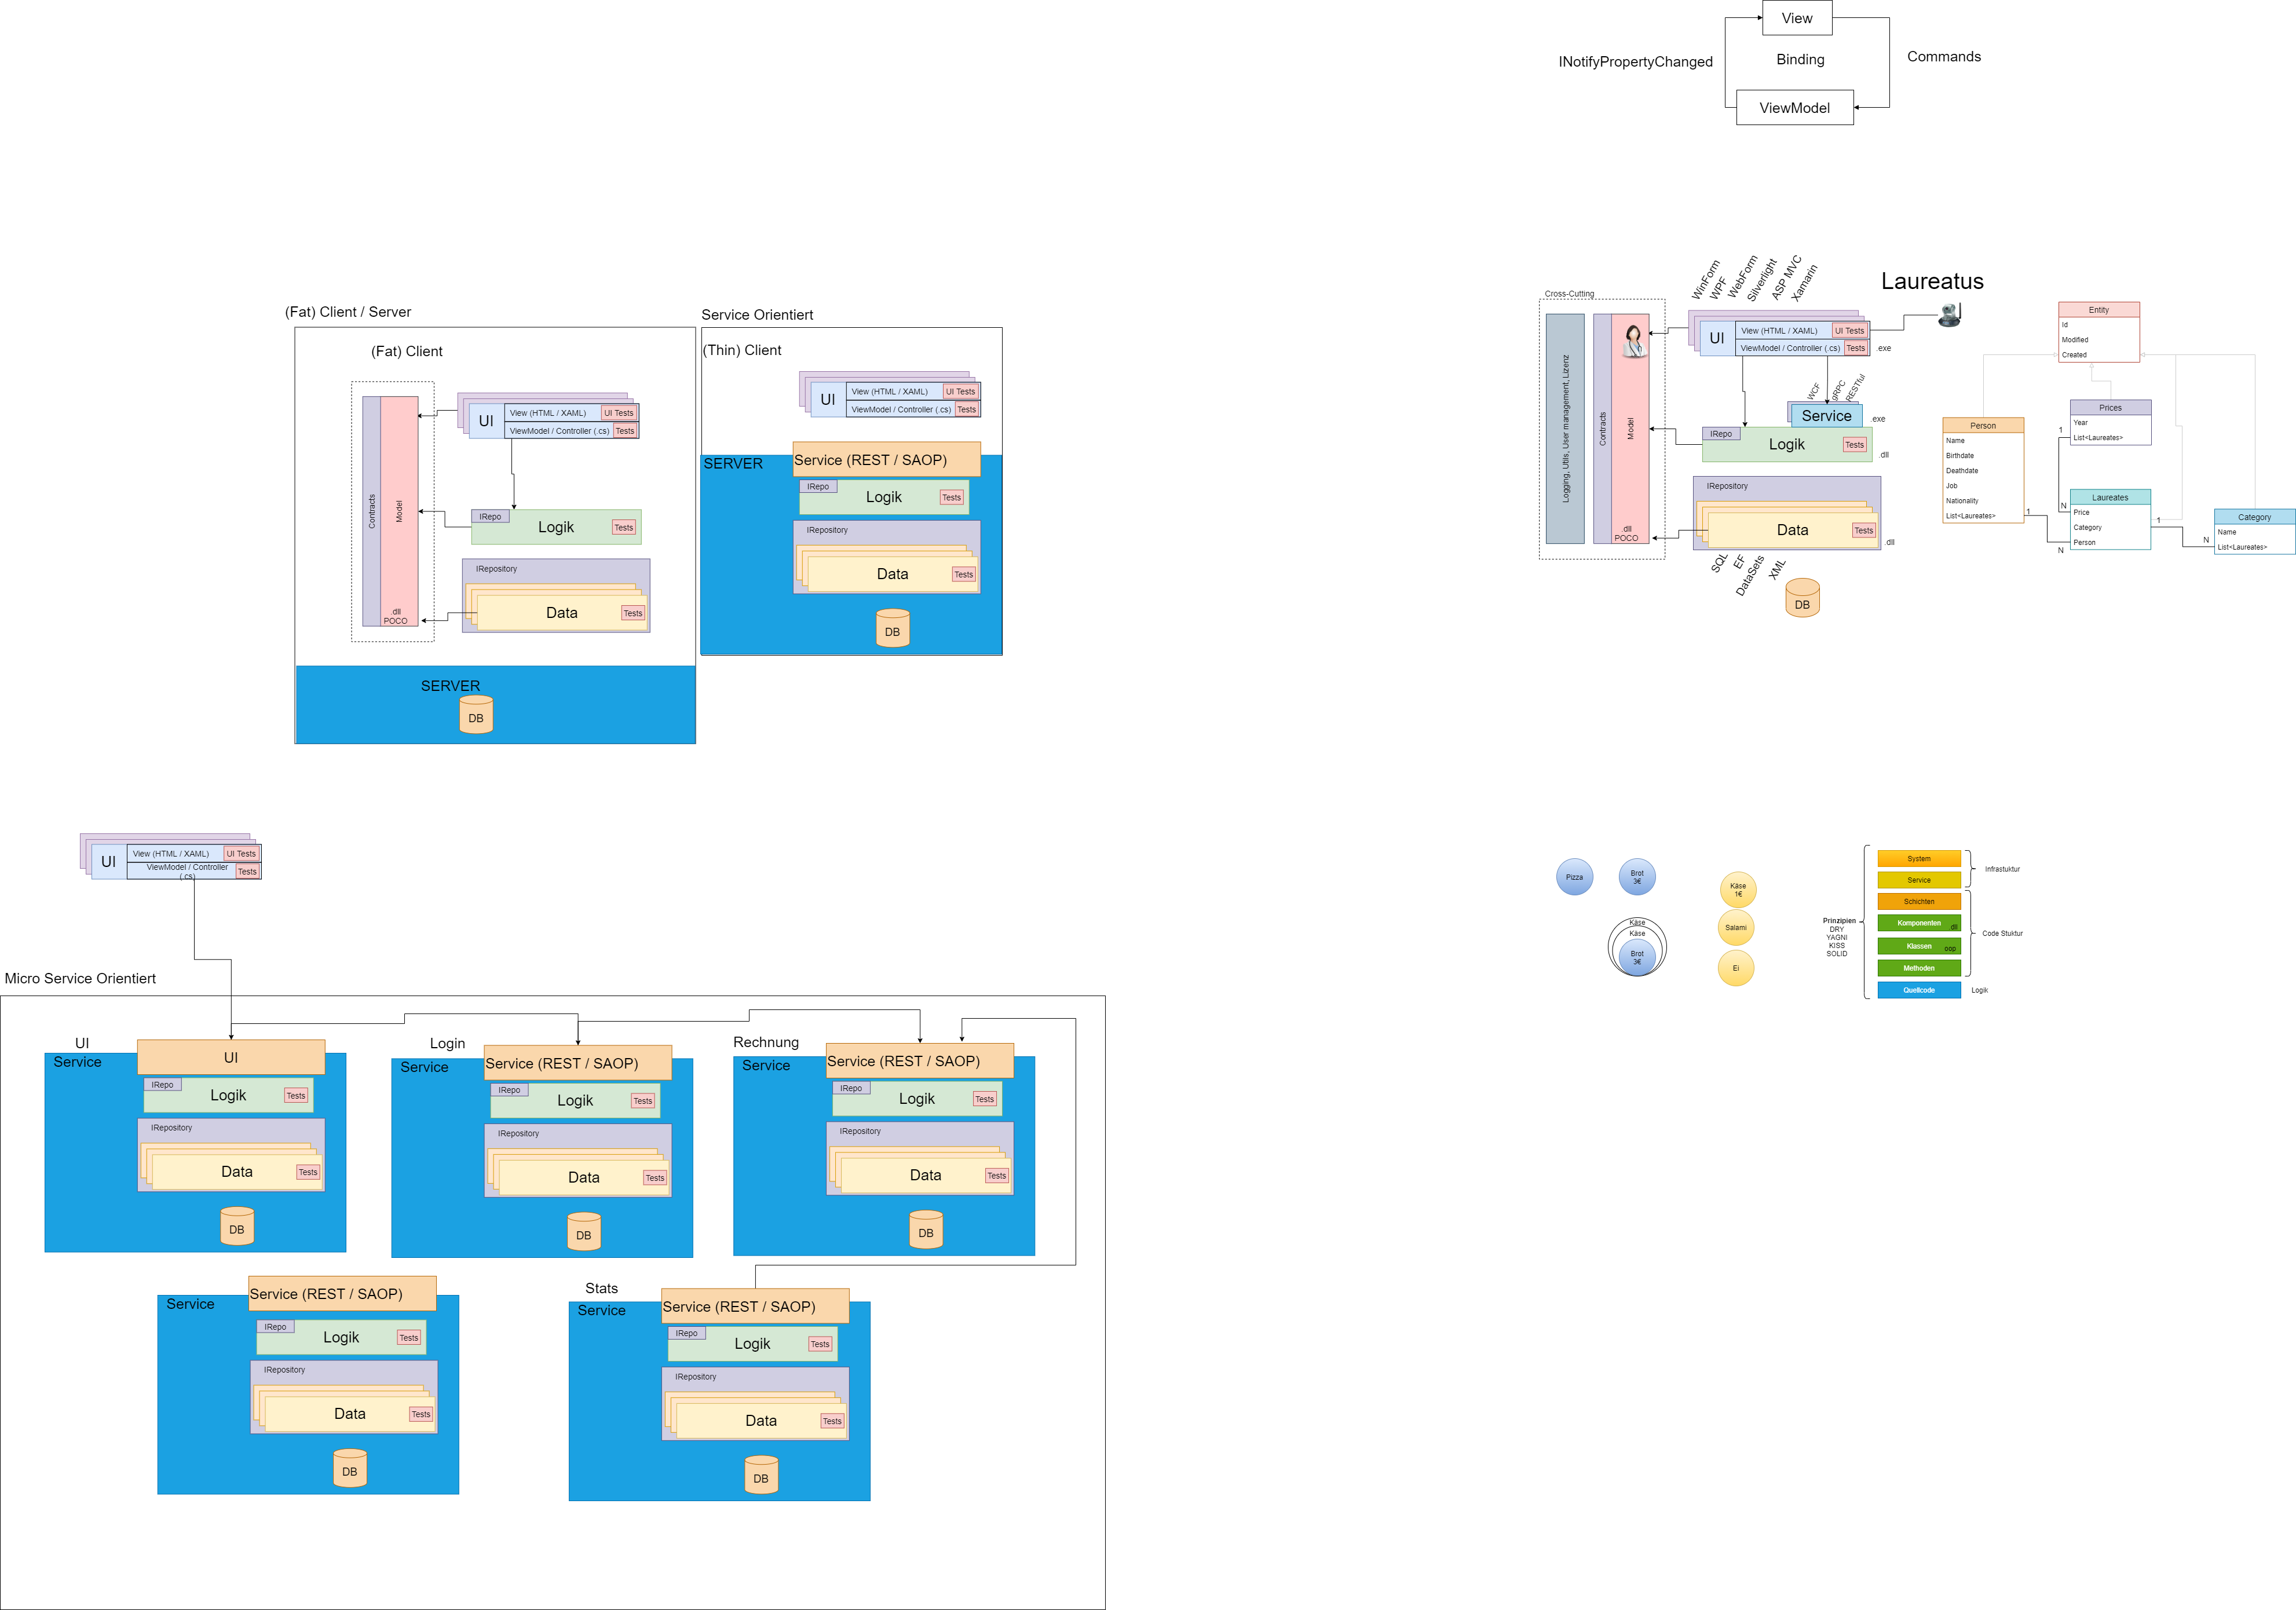 View
INotifyPropertyChanged
Binding
Commands
ViewModel
(Fat) Client / Server
(Fat) Client
Contracts
Model
.dll
POCO
UI
View (HTML / XAML)
UI Tests
ViewModel / Controller (.cs)
Tests
IRepo
Logik
Tests
IRepository
Data
Tests
SERVER
DB
Service Orientiert
(Thin) Client
UI
View (HTML / XAML)
UI Tests
ViewModel / Controller (.cs)
Tests
SERVER
Service (REST / SAOP)
IRepo
Logik
Tests
IRepository
Data
Tests
DB
Laureatus
Cross-Cutting
Logging, Utils, User management, Lizenz
Contracts
Model
.dll
POCO
WinForm
WPF
WebForm
Silverlight
ASP MVC
Xamarin
UI
View (HTML / XAML)
UI Tests
ViewModel / Controller (.cs)
Tests
.exe
WCF
gRPC
RESTful
Service
.exe
IRepo
Logik
Tests
.dll
IRepository
Data
Tests
.dll
SQL
EF
DataSets
XML
DB
Entity
Id
Modified
Created
Person
Name
Birthdate
Deathdate
Job
Nationality
List<Laureates>
Prices
Year
List<Laureates>
Laureates
Price
Category
Person
Category
Name
List<Laureates>
1
N
1
N
1
N
UI
View (HTML / XAML)
UI Tests
ViewModel / Controller
(.cs)
Tests
Micro Service Orientiert
UI
Service
UI
IRepo
Logik
Tests
IRepository
Data
Tests
DB
Login
Service
Service (REST / SAOP)
IRepo
Logik
Tests
IRepository
Data
Tests
DB
Rechnung
Service
Service (REST / SAOP)
IRepo
Logik
Tests
IRepository
Data
Tests
DB
Service
Service (REST / SAOP)
IRepo
Logik
Tests
IRepository
Data
Tests
DB
Stats
Service
Service (REST / SAOP)
IRepo
Logik
Tests
IRepository
Data
Tests
DB
Pizza
Brot
3€
Käse
Käse
Brot
3€
Käse
1€
Salami
Ei
Prinzipien
DRY
YAGNI
KISS
SOLID
System
Service
Schichten
Komponenten
.dll
Klassen
oop
Methoden
Quellcode
Infrastuktur
Code Stuktur
Logik